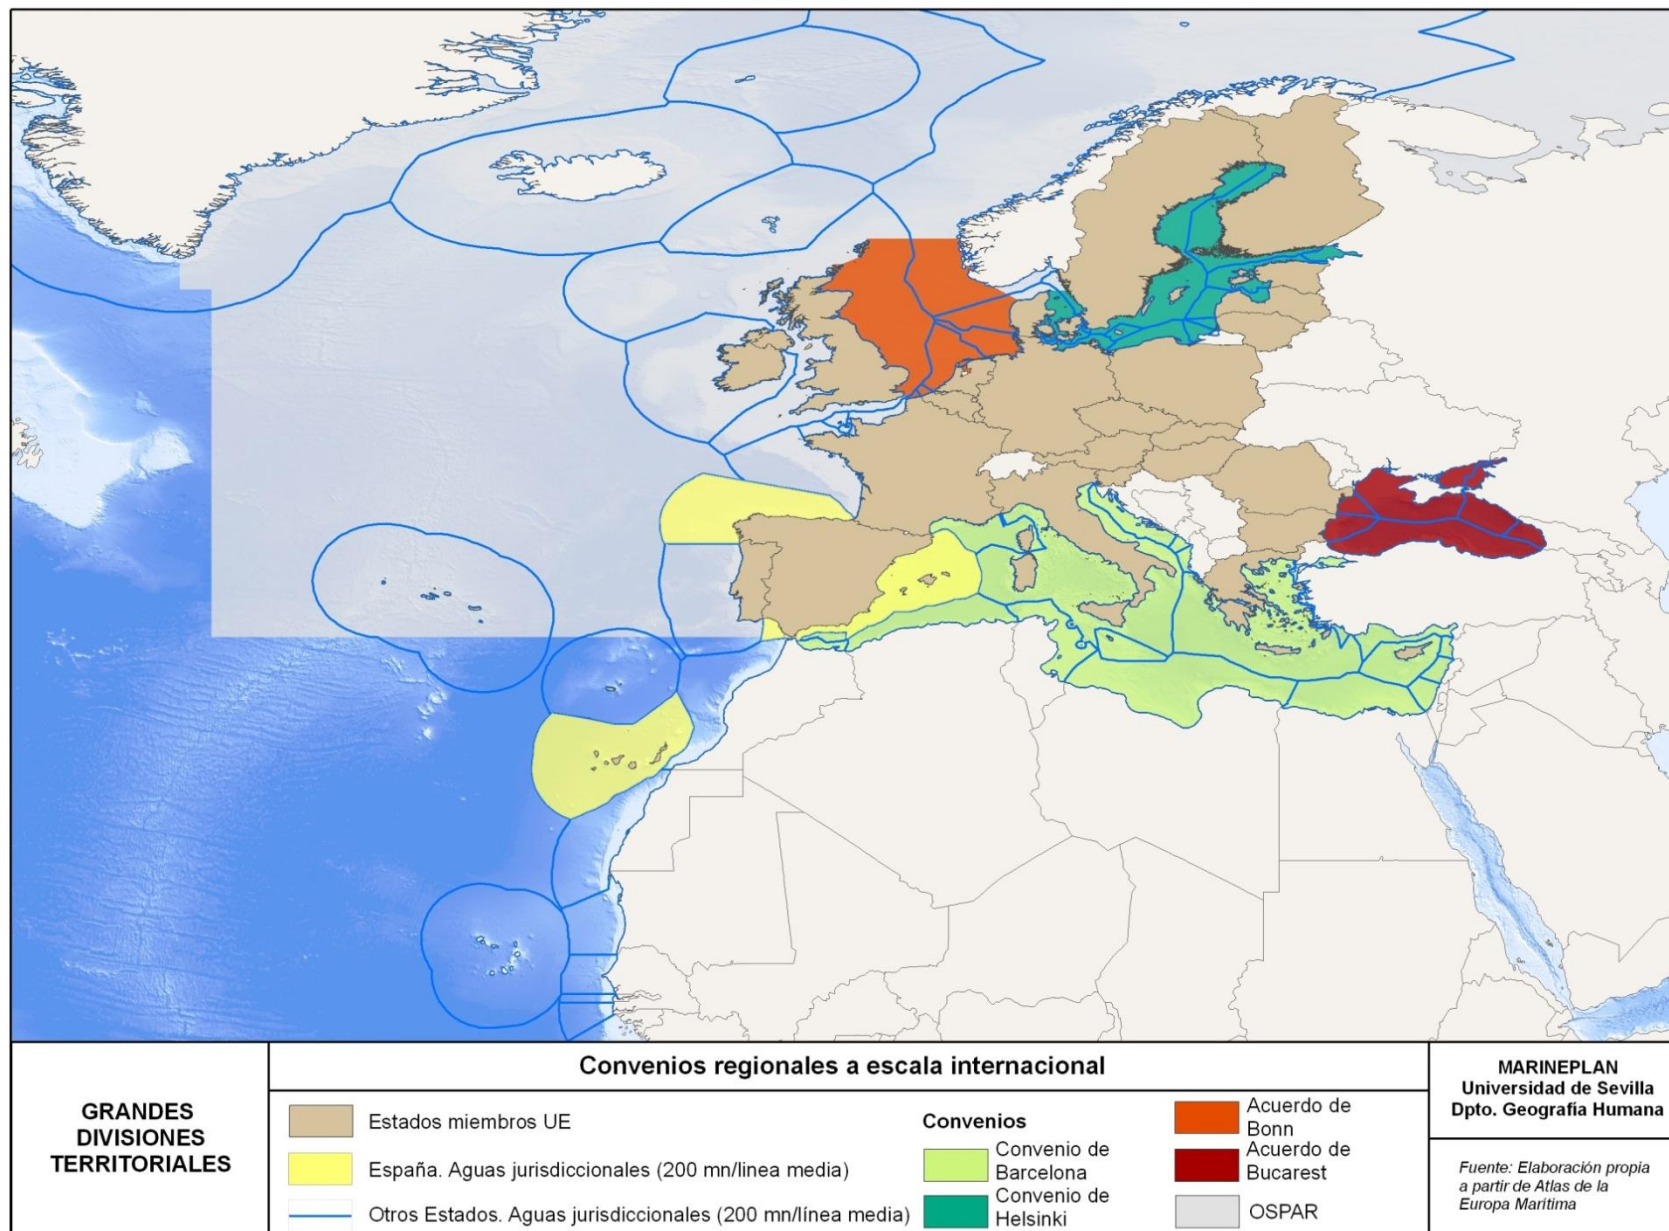 GRANDES
DIVISIONES
TERRITORIALES
Convenios regionales a escala internacional
Estados miembros UE
España. Aguas jurisdiccionales (200 mn/linea media)
Otros Estados. Aguas jurisdiccionales (200 mn/línea media)
Convenios
Convenio de
Barcelona
Convenio de
Helsinki
Acuerdo de
Bonn
Acuerdo de
Bucarest
OSPAR
MARINEPLAN
Universidad de Sevilla
Dpto. Geografía Humana
Fuente: Elaboración propia
a partir de Atlas de la
Europa Marítima